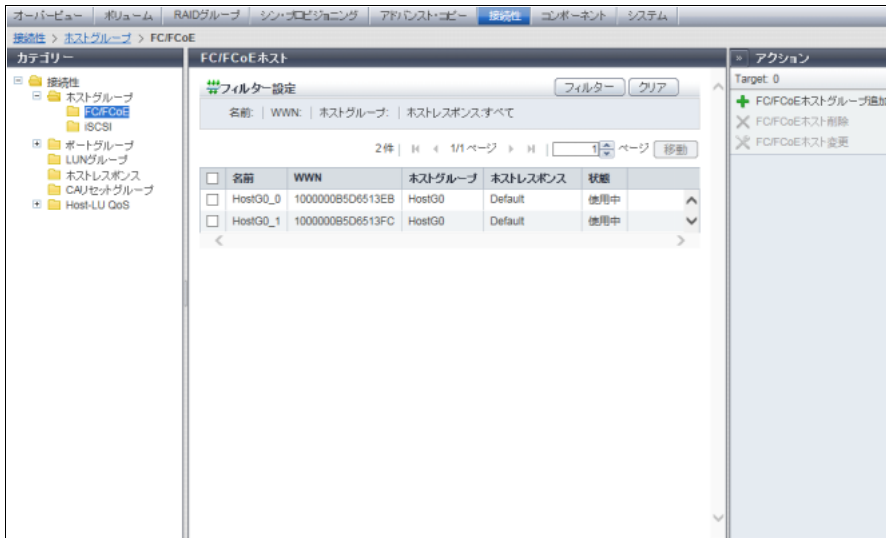 オーバービュー ボリューム RAIDグループ シン・プロビジョニング アドバンスト・コピー 接続性 コンポーネント システム
接続性 > ホストグループ > FC/FCoE
カテゴリー
接続性
ホストグループ
FC/FCoE
iSCSI
ポートグループ
LUNグループ
ホストレスポンス
CAリセットグループ
Host-LU QoS
FC/FCoEホスト
フィルター設定 フィルター クリア
名前: | WWN: | ホストグループ: | ホストレスポンス:すべて
2件 | 1/1ページ | 1 ページ 移動
名前 WWN ホストグループ ホストレスポンス 状態
HostG0_0 1000000B5D6513EB HostG0 Default 使用中
HostG0_1 1000000B5D6513FC HostG0 Default 使用中
» アクション
Target: 0
FC/FCoEホストグループ追加
FC/FCoEホスト削除
FC/FCoEホスト変更